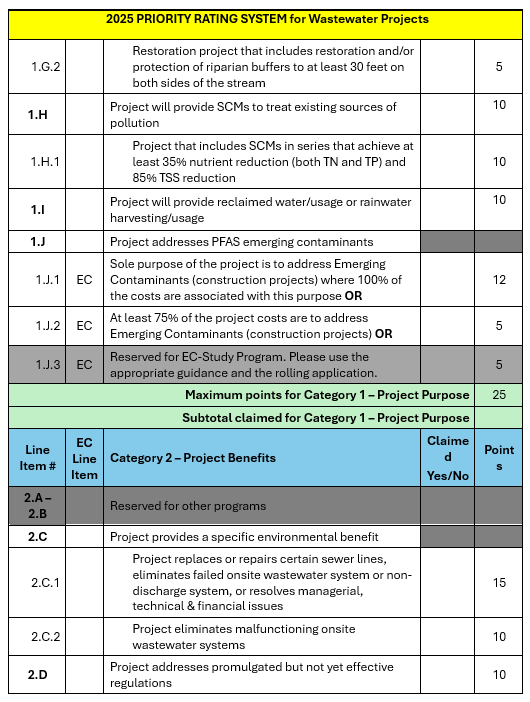 2025 PRIORITY RATING SYSTEM for Wastewater Projects
1.G.2
Restoration project that includes restoration and/or
protection of riparian buffers to at least 30 feet on
both sides of the stream
5
1.H
Project will provide SCMs to treat existing sources of
pollution
10
1.H.1
Project that includes SCMs in series that achieve at
least 35% nutrient reduction (both TN and TP) and
85% TSS reduction
10
1.I
Project will provide reclaimed water/usage or rainwater
harvesting/usage
10
1.J
Project addresses PFAS emerging contaminants
1.J.1
EC
Sole purpose of the project is to address Emerging
Contaminants (construction projects) where 100% of
the costs are associated with this purpose OR
12
1.J.2
EC
At least 75% of the project costs are to address
Emerging Contaminants (construction projects) OR
5
1.J.3
EC
Reserved for EC-Study Program. Please use the
appropriate guidance and the rolling application.
5
Maximum points for Category 1 – Project Purpose
25
Subtotal claimed for Category 1 – Project Purpose
Line
Item #
EC
Line
Item
Category 2 – Project Benefits
Claime
d
Yes/No
Point
s
2.A –
2.B
Reserved for other programs
2.C
Project provides a specific environmental benefit
2.C.1
Project replaces or repairs certain sewer lines,
eliminates failed onsite wastewater system or non-
discharge system, or resolves managerial,
technical & financial issues
15
2.C.2
Project eliminates malfunctioning onsite
wastewater systems
10
2.D
Project addresses promulgated but not yet effective
regulations
10